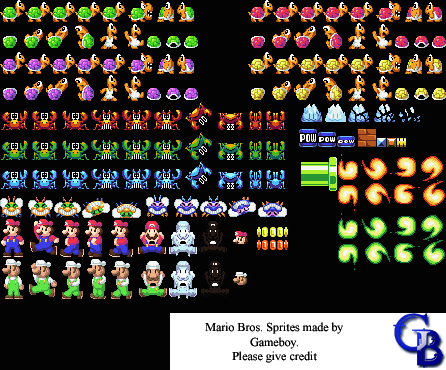 POW POW POW
Mario Bros. Sprites made by
Gameboy.
Please give credit
GB